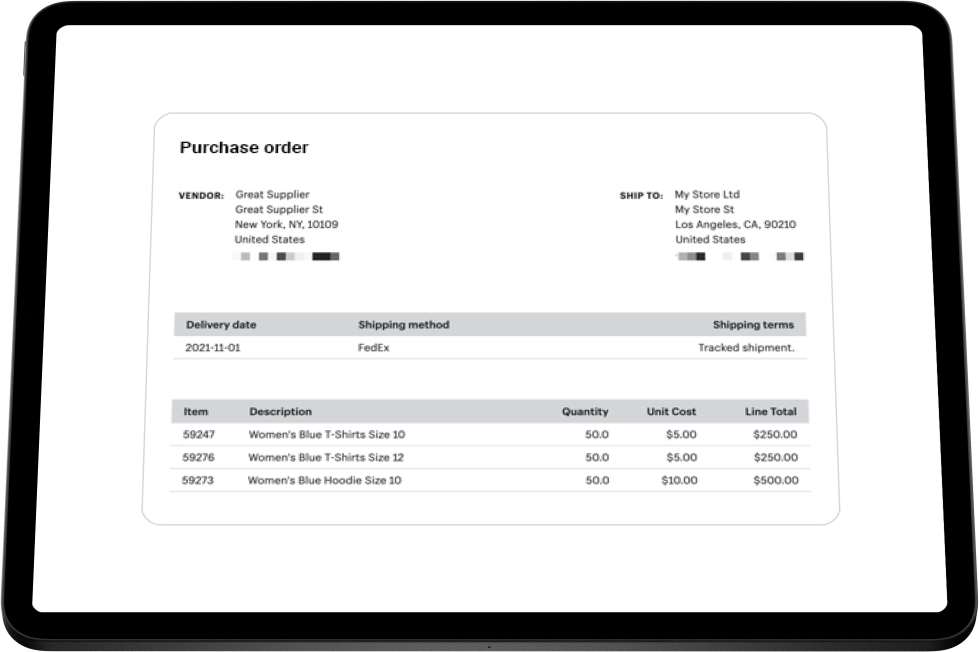 Purchase order
VENDOR: Great Supplier
Great Supplier St
New York, NY, 10109
United States
SHIP TO: My Store Ltd
My Store St
Los Angeles, CA, 90210
United States
Delivery date Shipping method Shipping terms
2021-11-01 FedEx Tracked shipment.
Item Description Quantity Unit Cost Line Total
59247 Women's Blue T-Shirts Size 10 50.0 $5.00 $250.00
59276 Women's Blue T-Shirts Size 12 50.0 $5.00 $250.00
59273 Women's Blue Hoodie Size 10 50.0 $10.00 $500.00